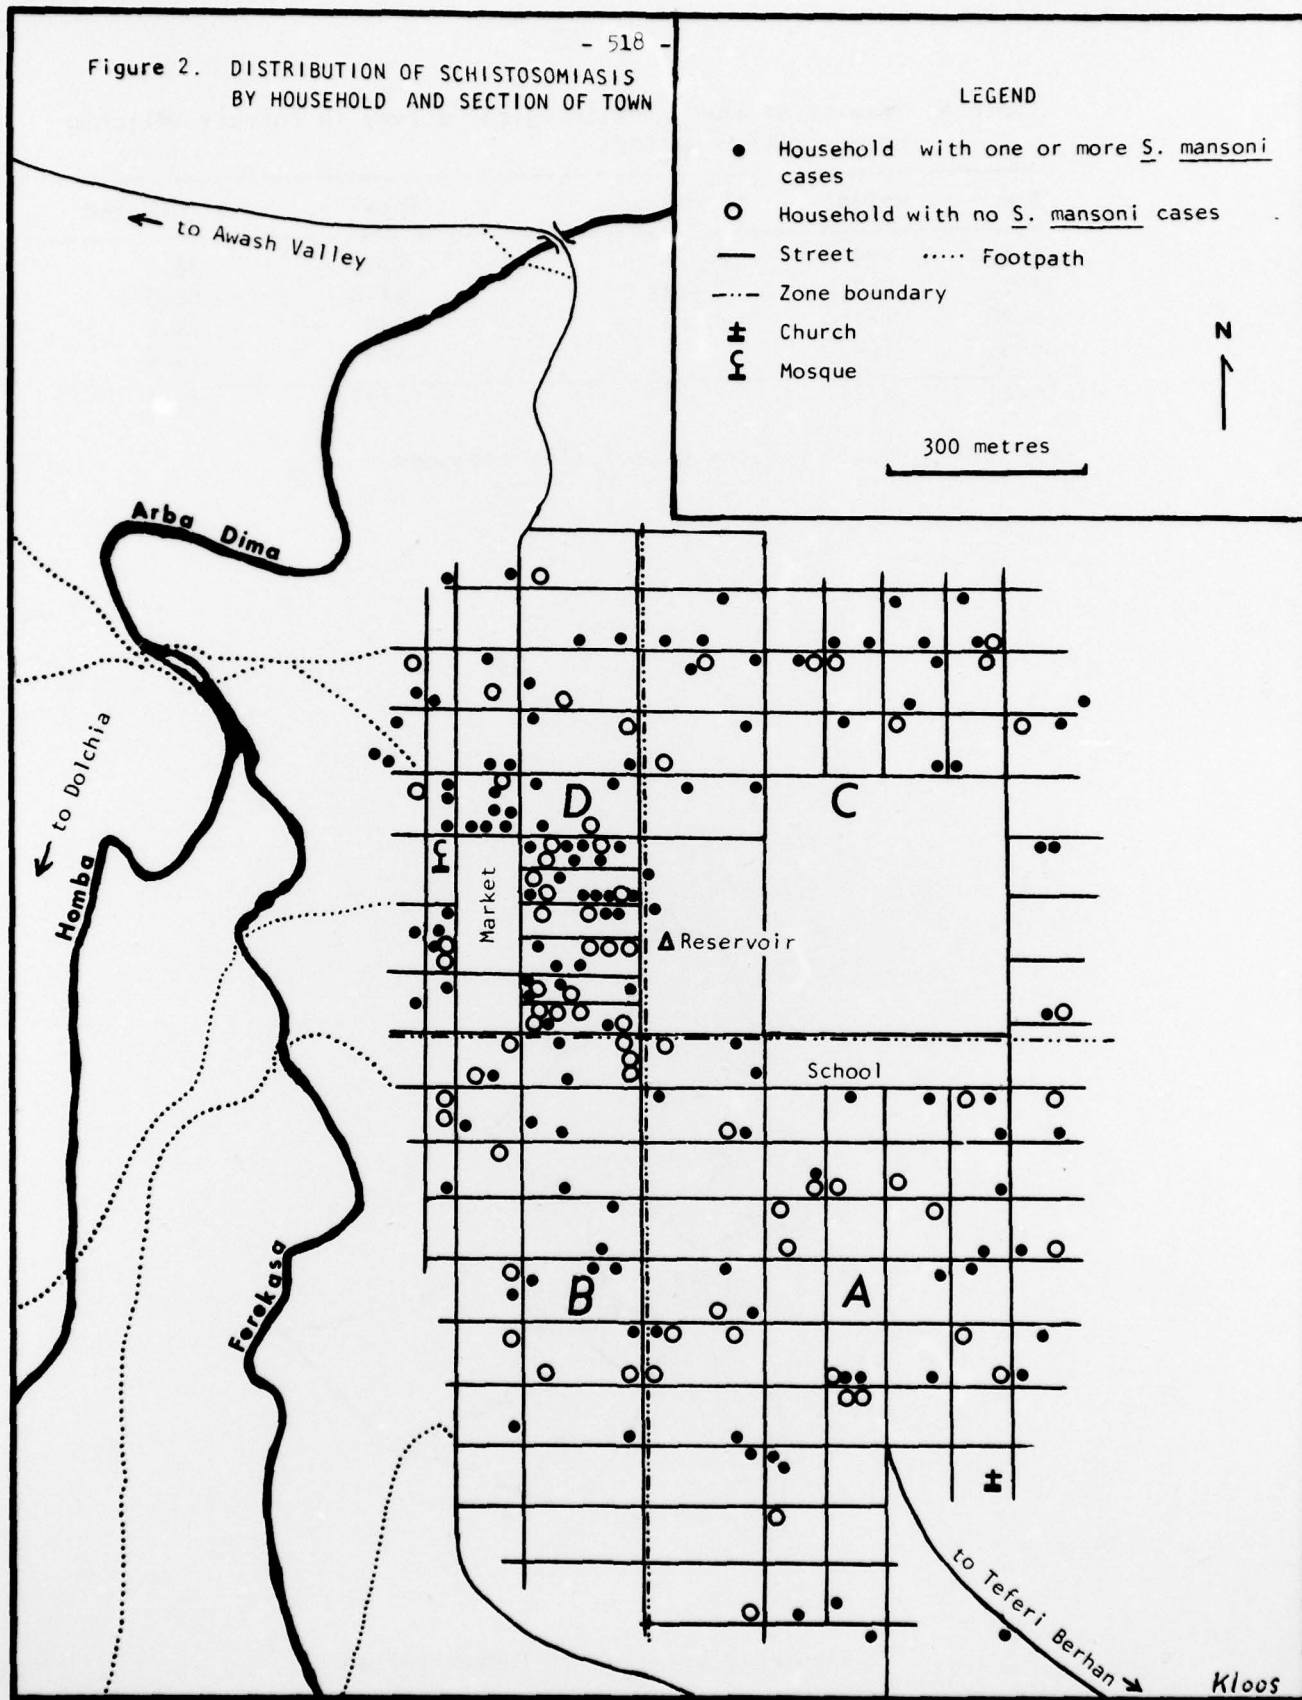 - 518 -
Figure 2. DISTRIBUTION OF SCHISTOSOMIASIS
BY HOUSEHOLD AND SECTION OF TOWN
LEGEND
Household with one or more S. mansoni
cases
Household with no S. mansoni cases
Street Footpath
Zone boundary
Church
Mosque
N
300 metres
to Awash Valley
Arba Dima
to Dolchia
Homba
D
C
Market
Reservoir
School
Ferekasa
B
A
to Teferi Berhan
Kloos